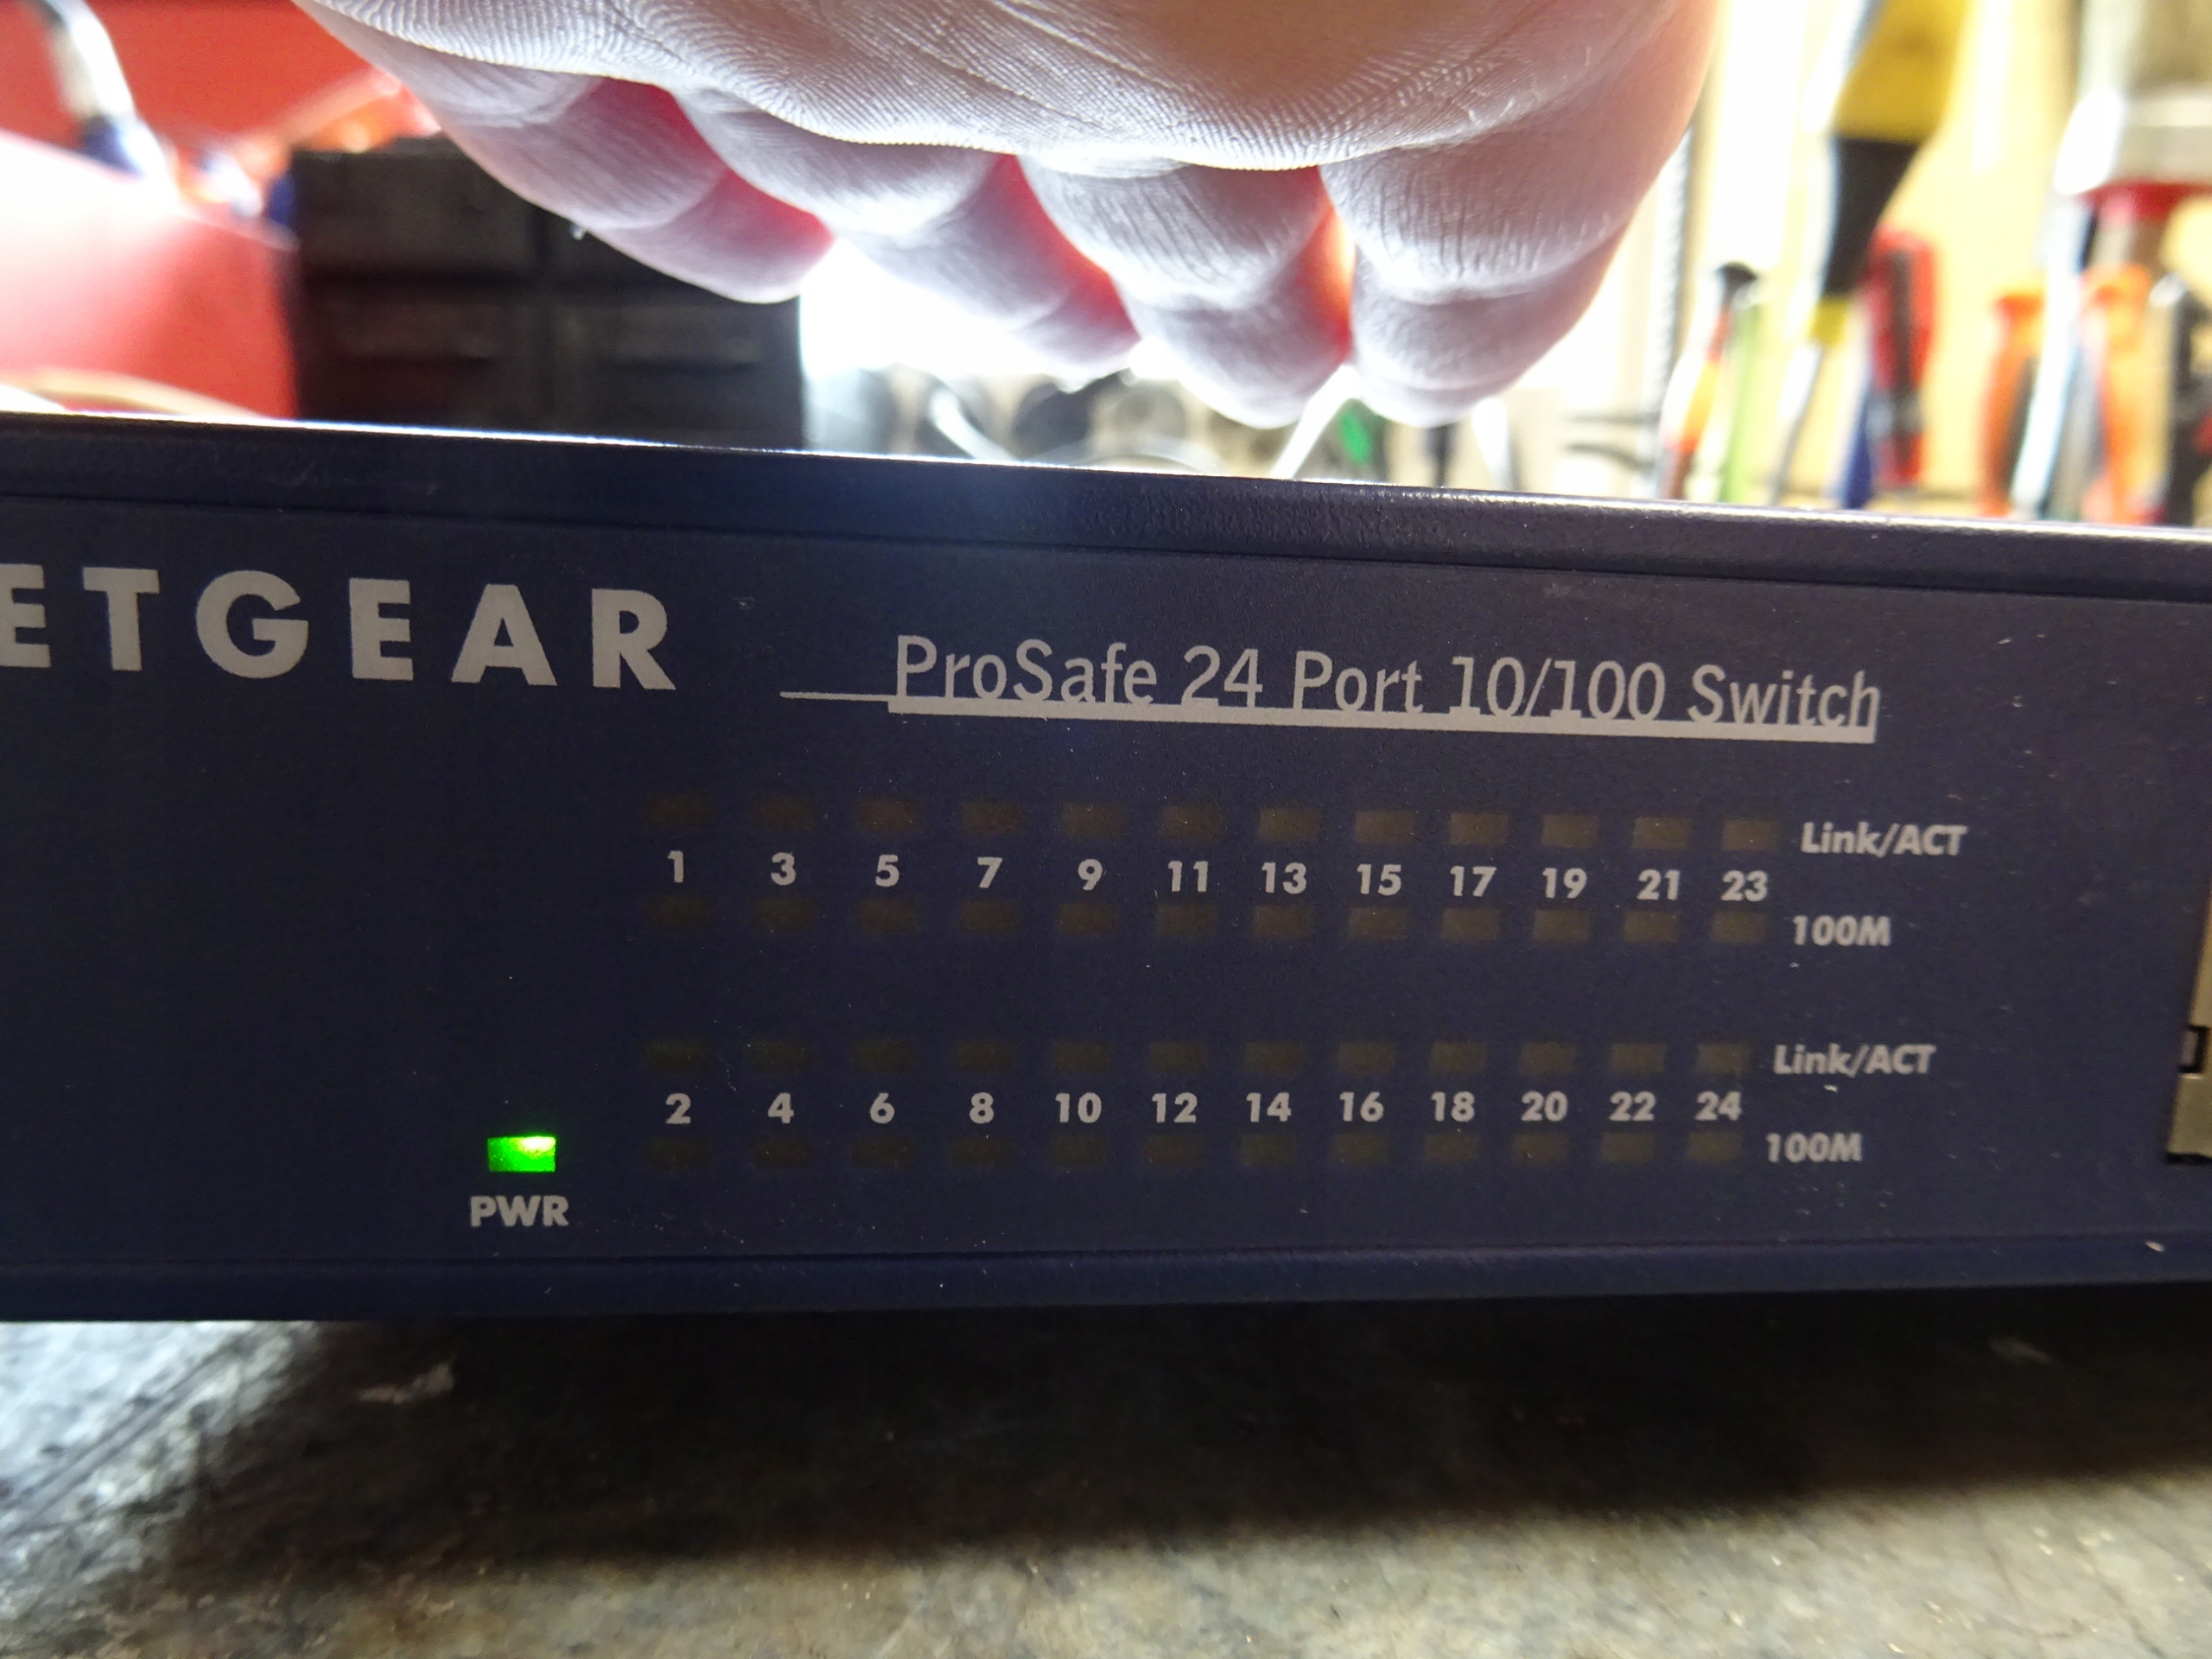 ETGEAR
ProSafe 24 Port 10/100 Switch
Link/ACT
1 3 5 7 9 11 13 15 17 19 21 23
100M
Link/ACT
2 4 6 8 10 12 14 16 18 20 22 24
100M
PWR